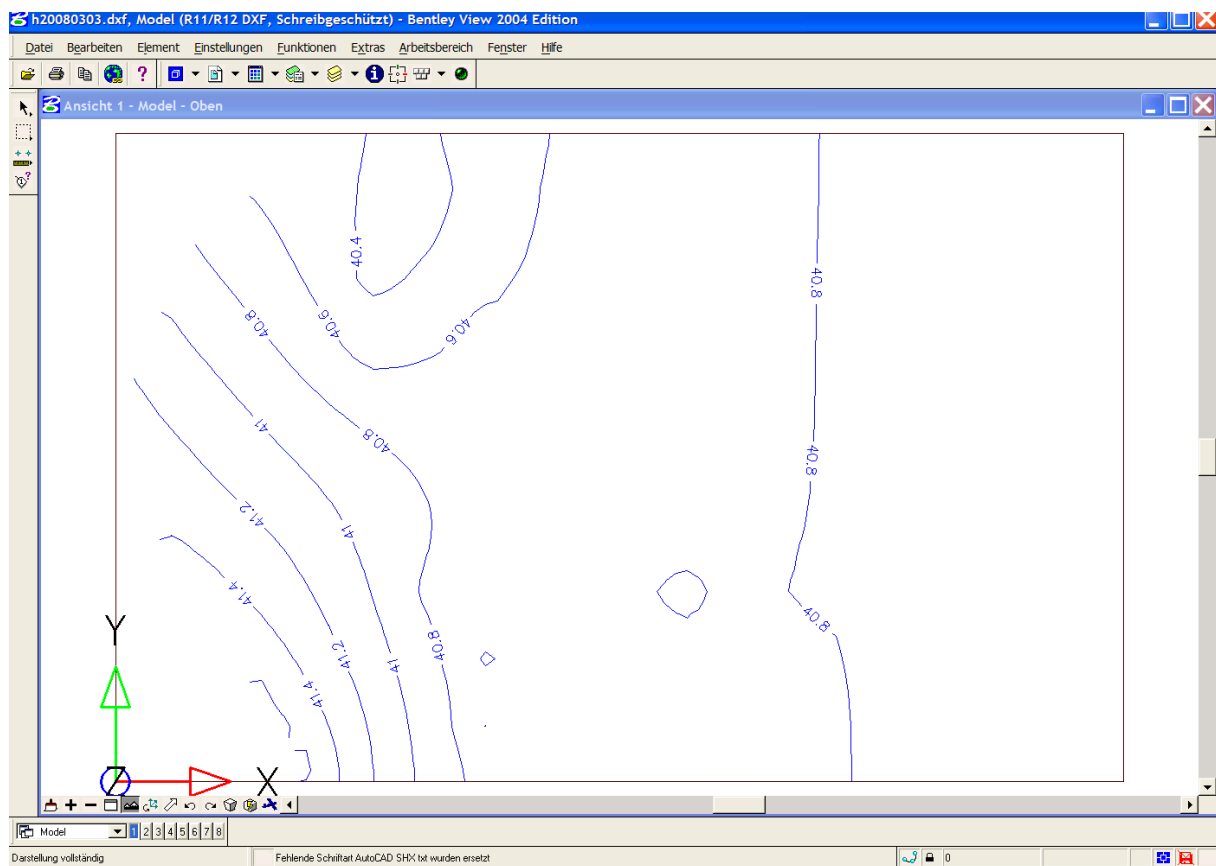 h20080303.dxf, Model (R11/R12 DXF, Schreibgeschützt) - Bentley View 2004 Edition
Datei Bearbeiten Element Einstellungen Funktionen Extras Arbeitsbereich Fenster Hilfe
Ansicht 1 - Model - Oben
40.4
40.8
40.8
40.6
40.6
41
40.8
40.8
41.2
41
41.4
40.8
40.8
41.2
41
41.4
Y
Z X
Model 1 2 3 4 5 6 7 8
Darstellung vollständig Fehlende Schriftart AutoCAD SHX txt wurden ersetzt 0